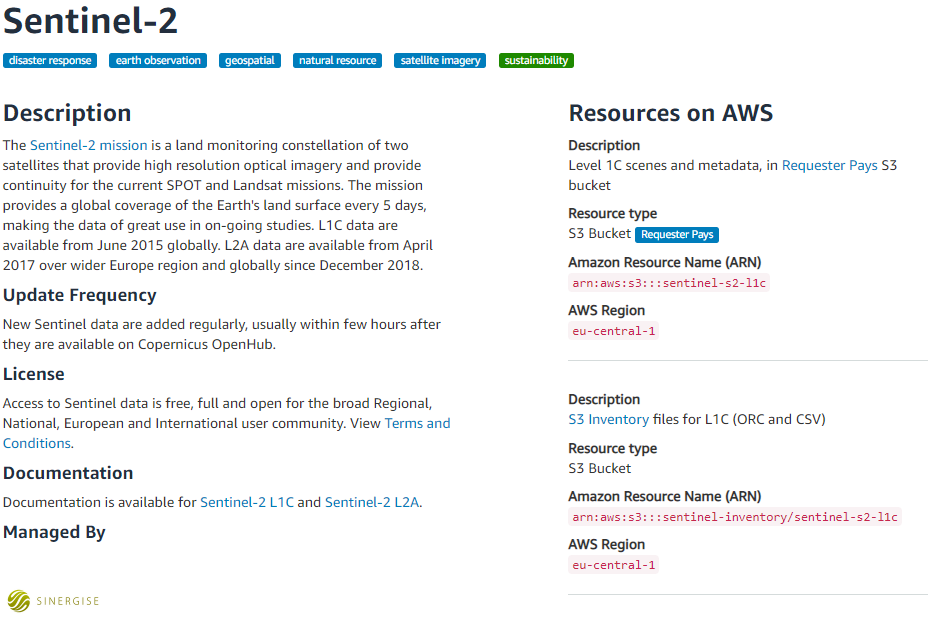 Sentinel-2
disaster response earth observation geospatial natural resource satellite imagery sustainability
Description
The Sentinel-2 mission is a land monitoring constellation of two
satellites that provide high resolution optical imagery and provide
continuity for the current SPOT and Landsat missions. The mission
provides a global coverage of the Earth's land surface every 5 days,
making the data of great use in on-going studies. L1C data are
available from June 2015 globally. L2A data are available from April
2017 over wider Europe region and globally since December 2018.
Update Frequency
New Sentinel data are added regularly, usually within few hours after
they are available on Copernicus OpenHub.
License
Access to Sentinel data is free, full and open for the broad Regional,
National, European and International user community. View Terms and
Conditions.
Documentation
Documentation is available for Sentinel-2 L1C and Sentinel-2 L2A.
Managed By
SINERGISE
Resources on AWS
Description
Level 1C scenes and metadata, in Requester Pays S3
bucket
Resource type
S3 Bucket Requester Pays
Amazon Resource Name (ARN)
arn:aws:s3:::sentinel-s2-l1c
AWS Region
eu-central-1
Description
S3 Inventory files for L1C (ORC and CSV)
Resource type
S3 Bucket
Amazon Resource Name (ARN)
arn:aws:s3:::sentinel-inventory/sentinel-s2-l1c
AWS Region
eu-central-1